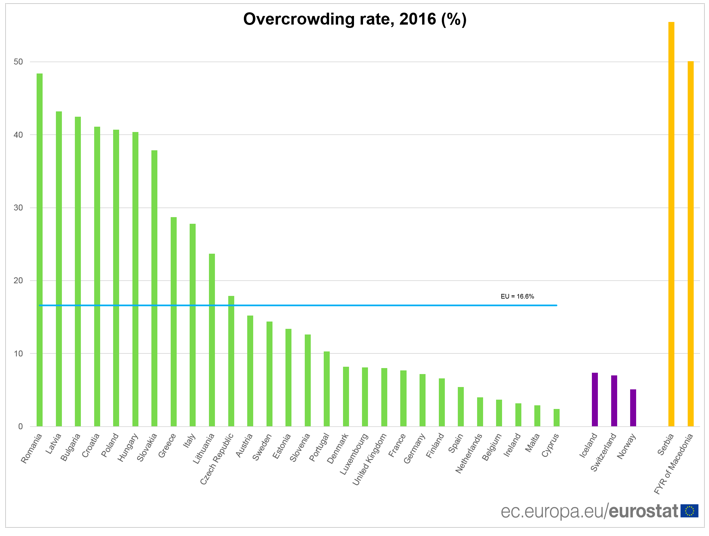 Overcrowding rate, 2016 (%)
50
40
30
20
10
0
EU = 16.6%
Romania
Latvia
Bulgaria
Croatia
Poland
Hungary
Slovakia
Greece
Italy
Lithuania
Czech Republic
Austria
Sweden
Estonia
Slovenia
Portugal
Denmark
Luxembourg
United Kingdom
France
Germany
Finland
Spain
Netherlands
Belgium
Ireland
Malta
Cyprus
Iceland
Switzerland
Norway
Serbia
FYR of Macedonia
ec.europa.eu/eurostat